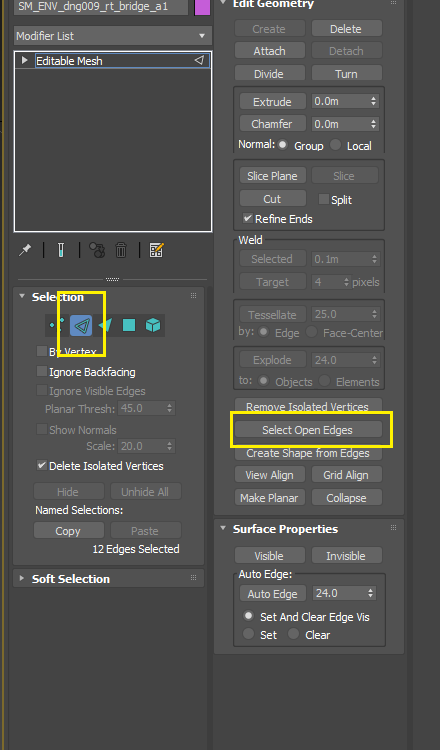 SM_ENV_dng009_rt_bridge_a1
Modifier List
Editable Mesh
Selection
By Vertex
Ignore Backfacing
Ignore Visible Edges
Planar Thresh: 45.0
Show Normals
Scale: 20.0
Delete Isolated Vertices
Hide Unhide All
Named Selections:
Copy Paste
12 Edges Selected
Soft Selection
Edit Geometry
Create Delete
Attach Detach
Divide Turn
Extrude 0.0m
Chamfer 0.0m
Normal: Group Local
Slice Plane Slice
Cut Split
Refine Ends
Weld
Selected 0.1m
Target 4 pixels
Tessellate 25.0
by: Edge Face-Center
Explode 24.0
to: Objects Elements
Remove Isolated Vertices
Select Open Edges
Create Shape from Edges
View Align Grid Align
Make Planar Collapse
Surface Properties
Visible Invisible
Auto Edge:
Auto Edge 24.0
Set And Clear Edge Vis
Set Clear